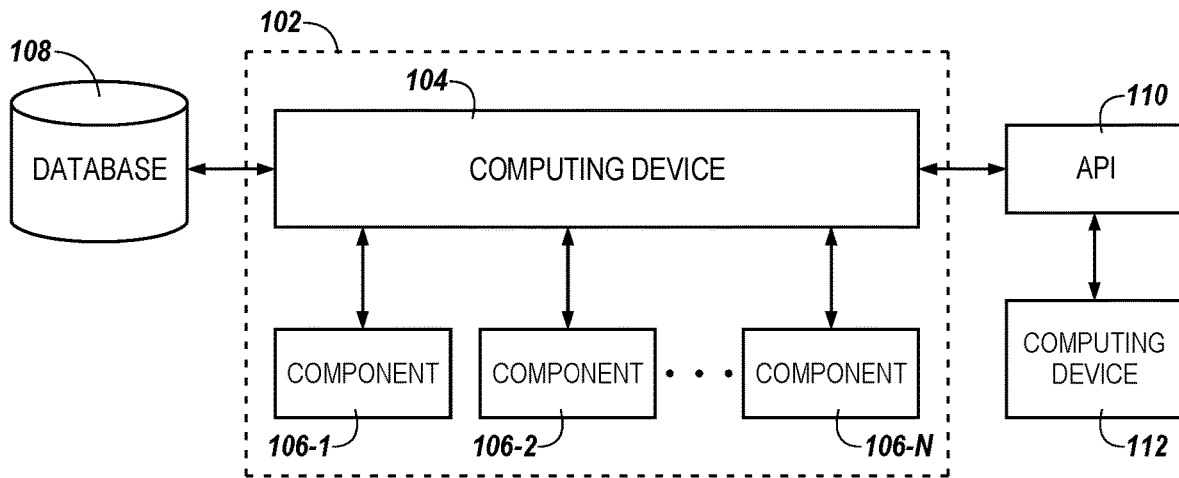 102
108
104
110
DATABASE
COMPUTING DEVICE
API
COMPONENT
COMPONENT
• • •
COMPONENT
COMPUTING
DEVICE
106-1
106-2
106-N
112